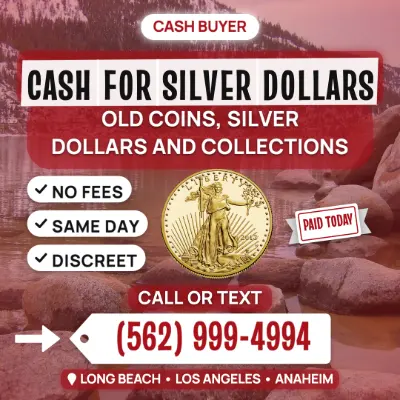 CASH BUYER
CASH FOR SILVER DOLLARS
OLD COINS, SILVER
DOLLARS AND COLLECTIONS
NO FEES
SAME DAY
DISCREET
LIBERTY
PAID TODAY
CALL OR TEXT
(562) 999-4994
LONG BEACH • LOS ANGELES • ANAHEIM